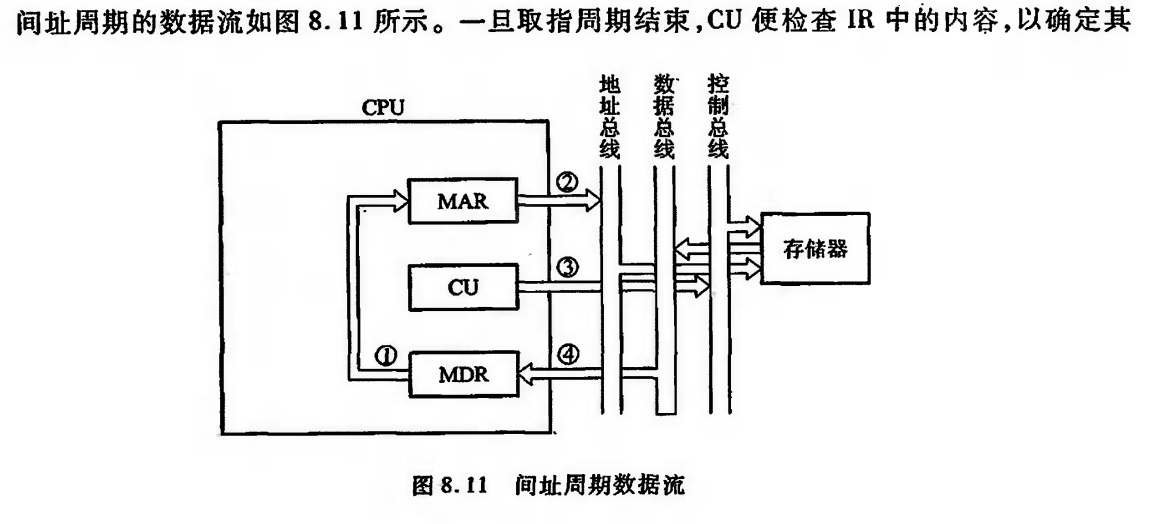 间址周期的数据流如图 8.11 所示。一旦取指周期结束,CU 便检查 IR 中的内容,以确定其
CPU
地址总线
数据总线
控制总线
MAR
②
存储器
CU
③
①
MDR
④
图 8.11 间址周期数据流